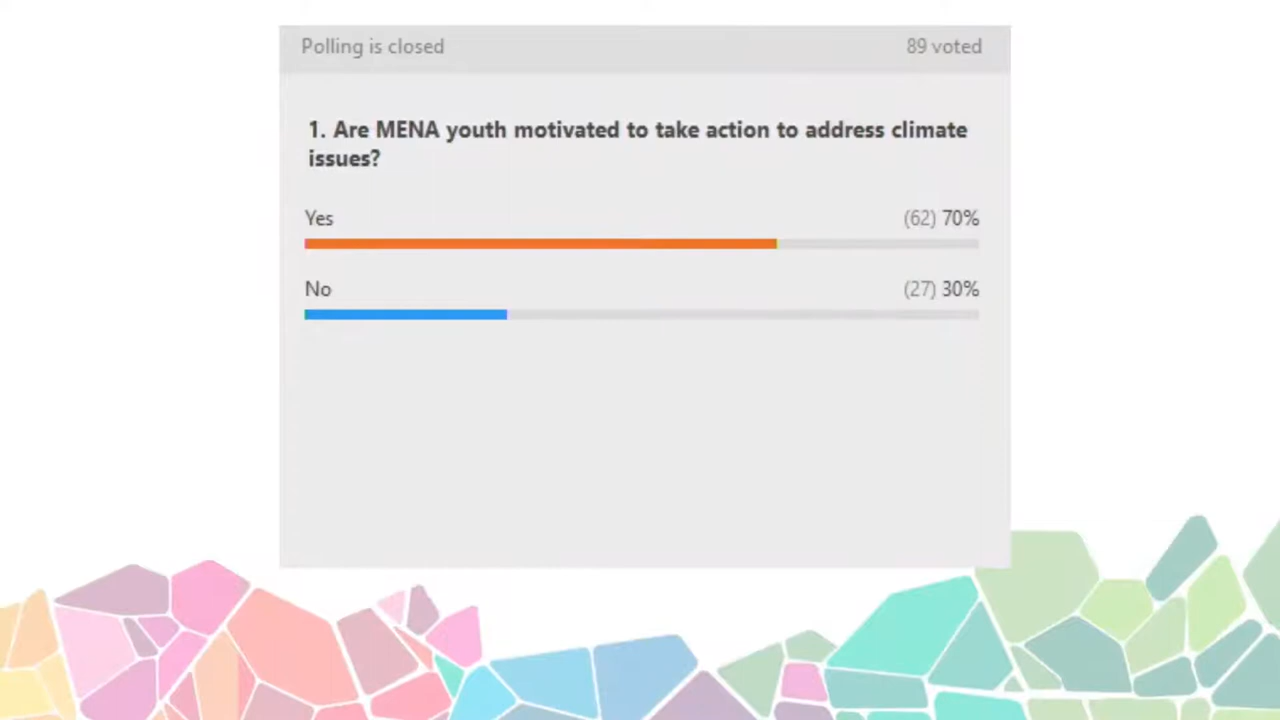 Polling is closed 89 voted
1. Are MENA youth motivated to take action to address climate
issues?
Yes (62) 70%
No (27) 30%